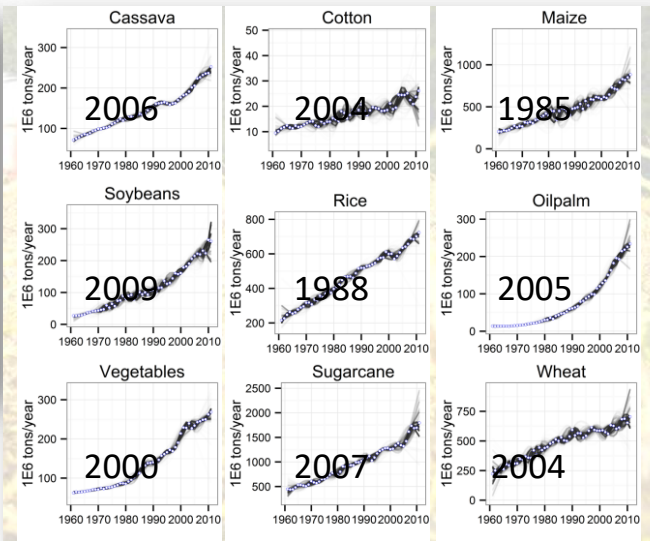 Cassava
1E6 tons/year
300
200
100
2006
1960 1970 1980 1990 2000 2010
Cotton
1E6 tons/year
50
40
30
20
10
2004
1960 1970 1980 1990 2000 2010
Maize
1E6 tons/year
1000
500
0
1985
1960 1970 1980 1990 2000 2010
Soybeans
1E6 tons/year
300
200
100
0
2009
1960 1970 1980 1990 2000 2010
Rice
1E6 tons/year
800
600
400
200
1988
1960 1970 1980 1990 2000 2010
Oilpalm
1E6 tons/year
300
200
100
0
2005
1960 1970 1980 1990 2000 2010
Vegetables
1E6 tons/year
300
200
100
2000
1960 1970 1980 1990 2000 2010
Sugarcane
1E6 tons/year
2500
2000
1500
1000
500
2007
1960 1970 1980 1990 2000 2010
Wheat
1E6 tons/year
750
500
250
0
2004
1960 1970 1980 1990 2000 2010